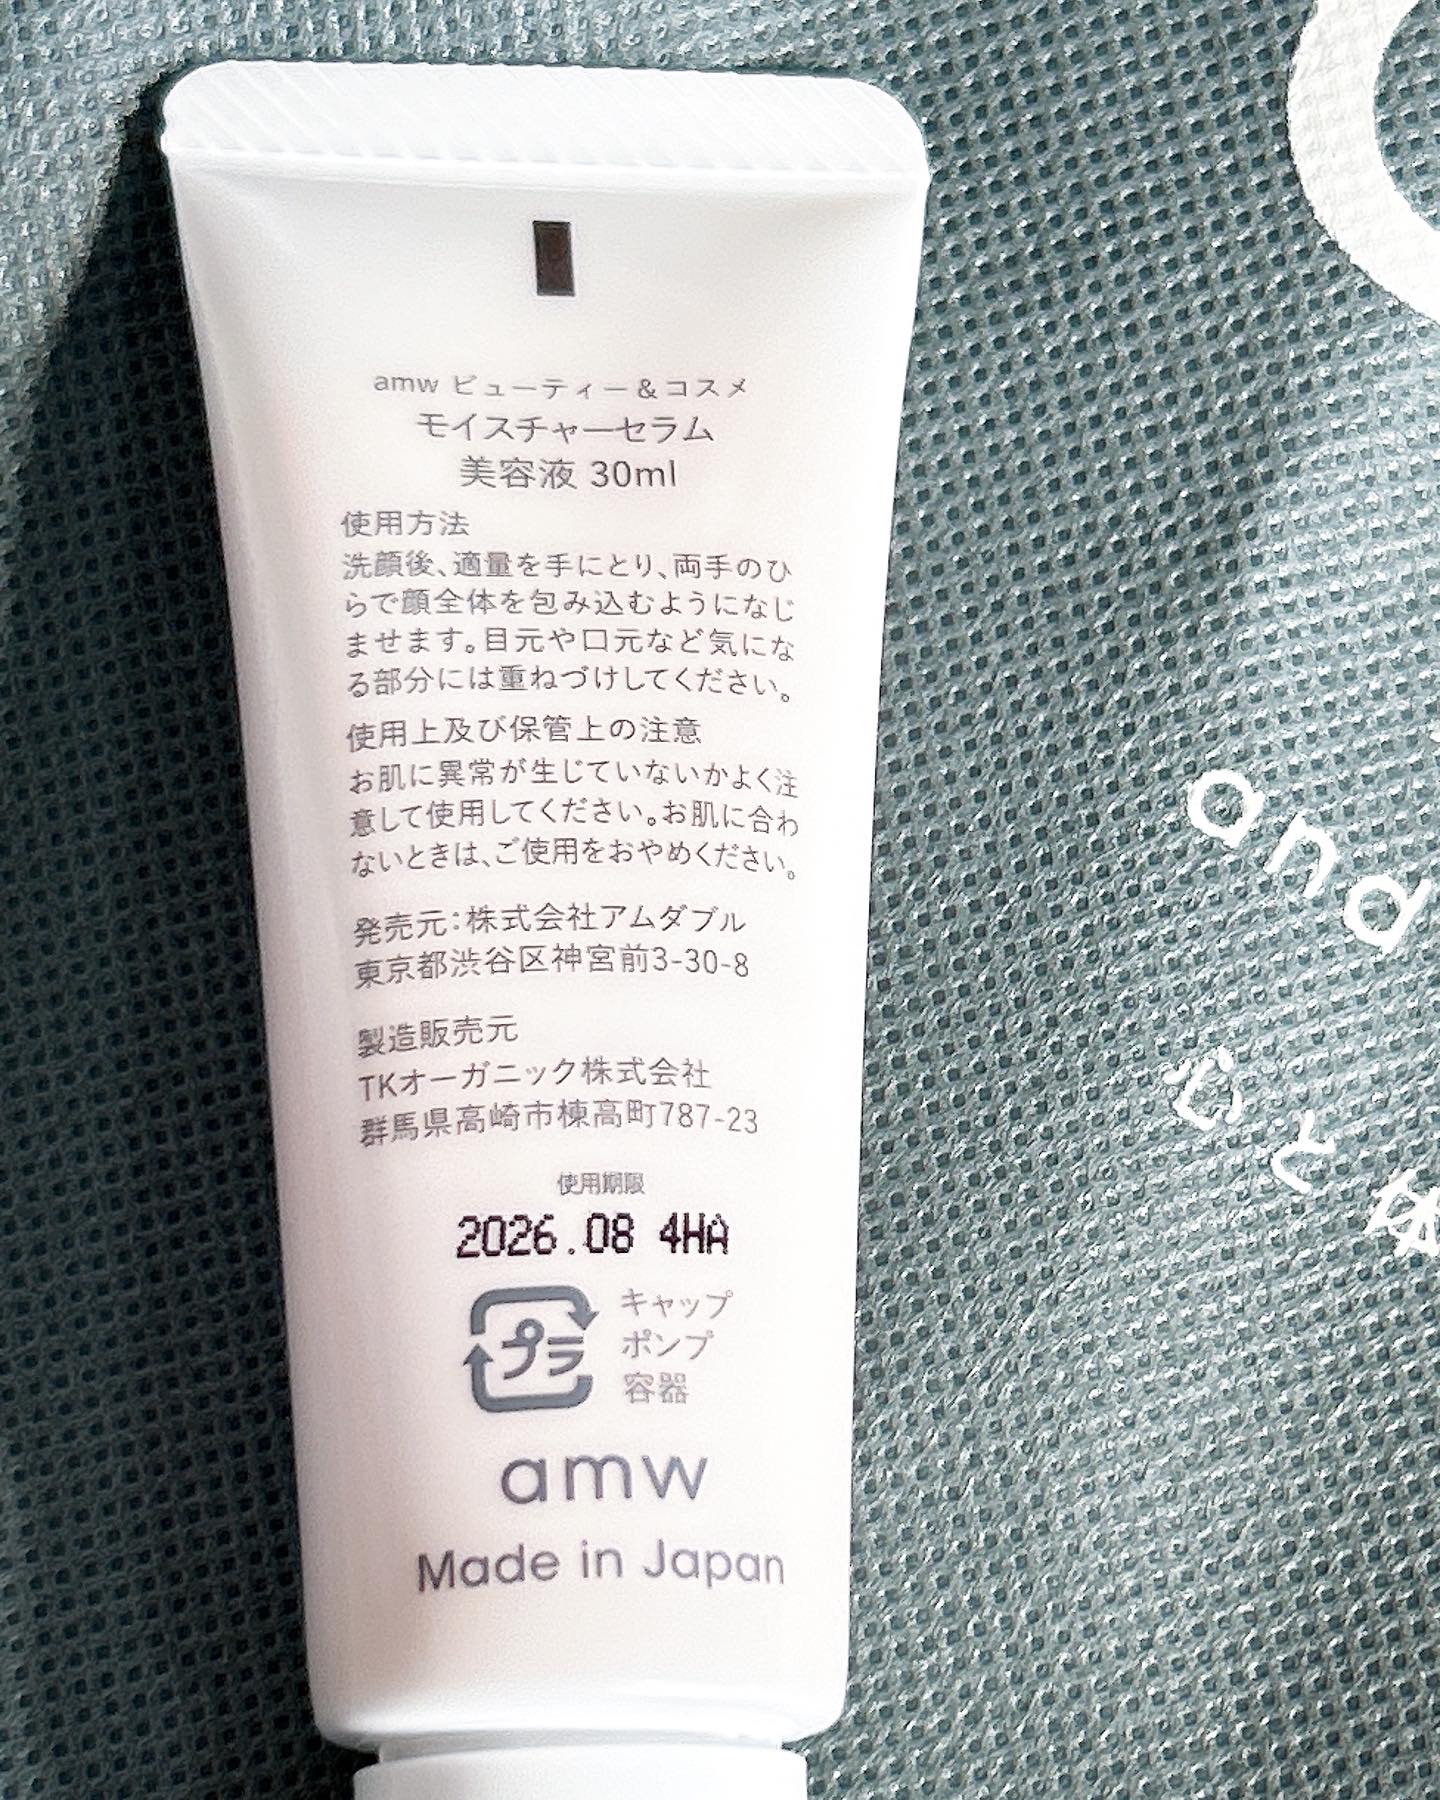 amw ビューティー&コスメ
モイスチャーセラム
美容液 30ml
使用方法
洗顔後、適量を手にとり、両手のひ
らで顔全体を包み込むようになじ
ませます。目元や口元など気にな
る部分には重ねづけしてください。
使用上及び保管上の注意
お肌に異常が生じていないかよく注
意して使用してください。お肌に合わ
ないときは、ご使用をおやめください。
発売元：株式会社アムダブル
東京都渋谷区神宮前3-30-8
製造販売元
TKオーガニック株式会社
群馬県高崎市棟高町787-23
使用期限
2026.08 4HA
プラ
キャップ
ポンプ
容器
amw
Made in Japan
and
心と体